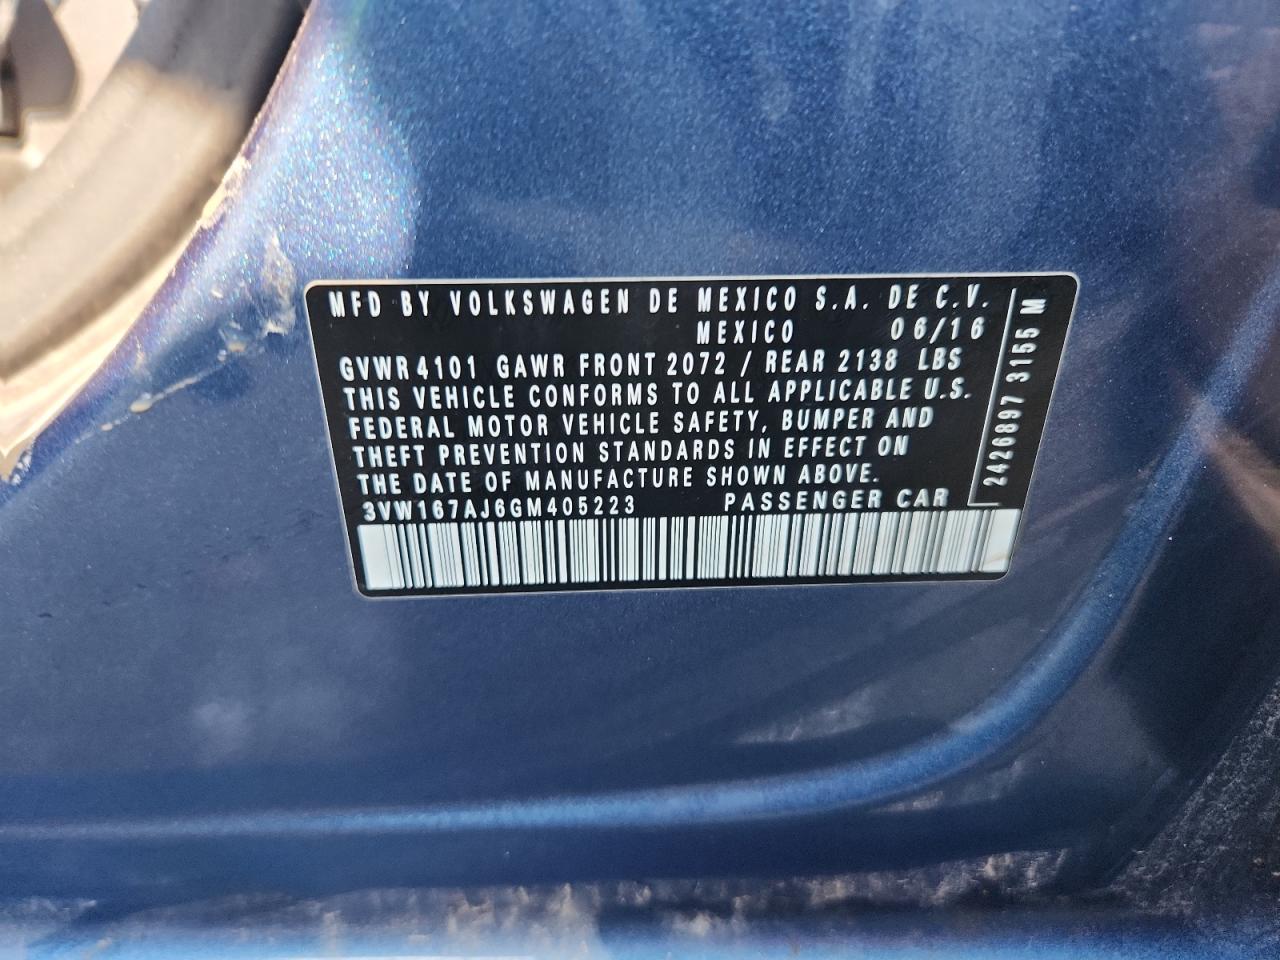 MFD BY VOLKSWAGEN DE MEXICO S.A. DE C.V.
MEXICO 06/16
GVWR 4101 GAWR FRONT 2072 / REAR 2138 LBS
THIS VEHICLE CONFORMS TO ALL APPLICABLE U.S.
FEDERAL MOTOR VEHICLE SAFETY, BUMPER AND
THEFT PREVENTION STANDARDS IN EFFECT ON
THE DATE OF MANUFACTURE SHOWN ABOVE.
3VW167AJ6GM405223 PASSENGER CAR
2426897 3155 M